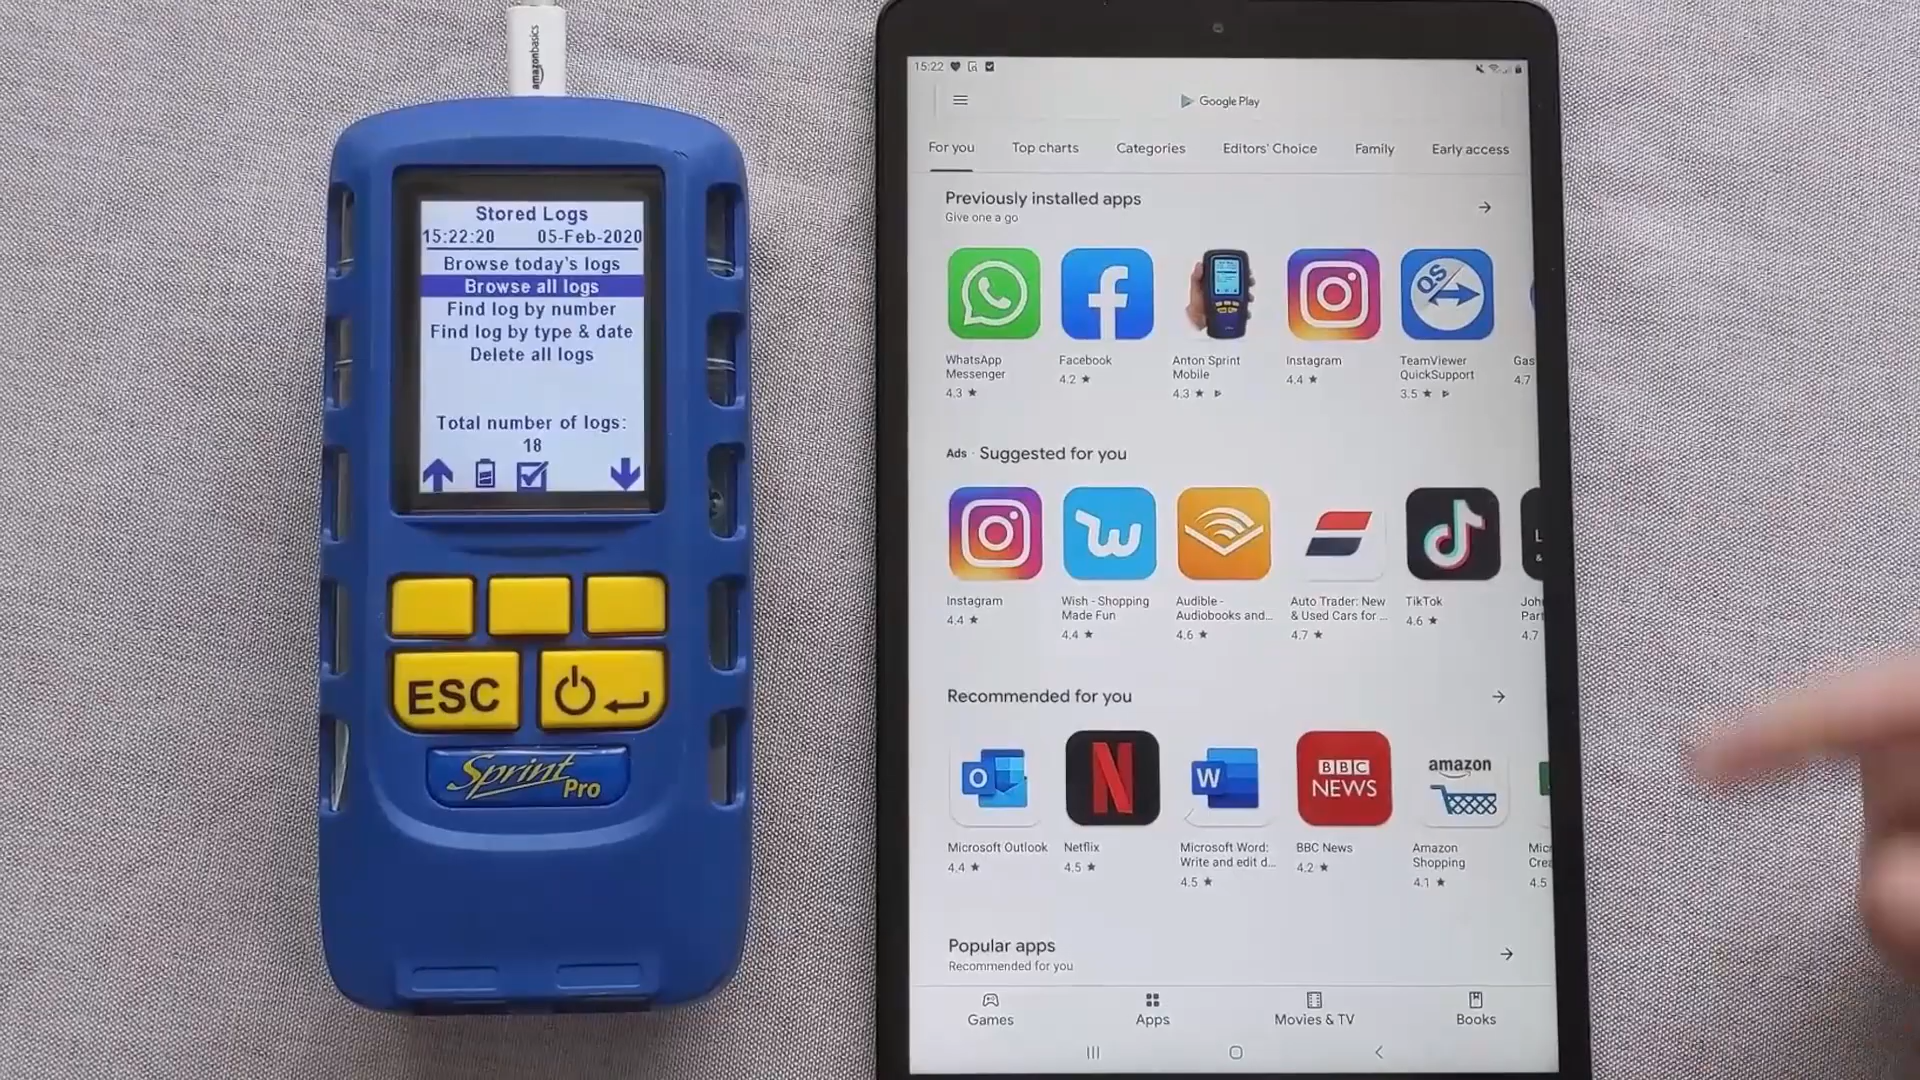 amazonbasics
Stored Logs
15:22:20 05-Feb-2020
Browse today's logs
Browse all logs
Find log by number
Find log by type & date
Delete all logs
Total number of logs:
18
ESC
Sprint
Pro
15:22
Google Play
For you Top charts Categories Editors' Choice Family Early access
Previously installed apps
Give one a go
QS
WhatsApp
Messenger
4.3 ★
Facebook
4.2 ★
Anton Sprint
Mobile
4.3 ★
Instagram
4.4 ★
TeamViewer
QuickSupport
3.5 ★
Gas
4.7
Ads · Suggested for you
L
&
Instagram
4.4 ★
Wish - Shopping
Made Fun
4.4 ★
Audible -
Audiobooks and...
4.6 ★
Auto Trader: New
& Used Cars for ...
4.7 ★
TikTok
4.6 ★
John
Part
4.7
Recommended for you
O
N
W
BBC
NEWS
amazon
Microsoft Outlook
4.4 ★
Netflix
4.5 ★
Microsoft Word:
Write and edit d...
4.5 ★
BBC News
4.2 ★
Amazon
Shopping
4.1 ★
Micr
Crea
4.5
Popular apps
Recommended for you
Games Apps Movies & TV Books